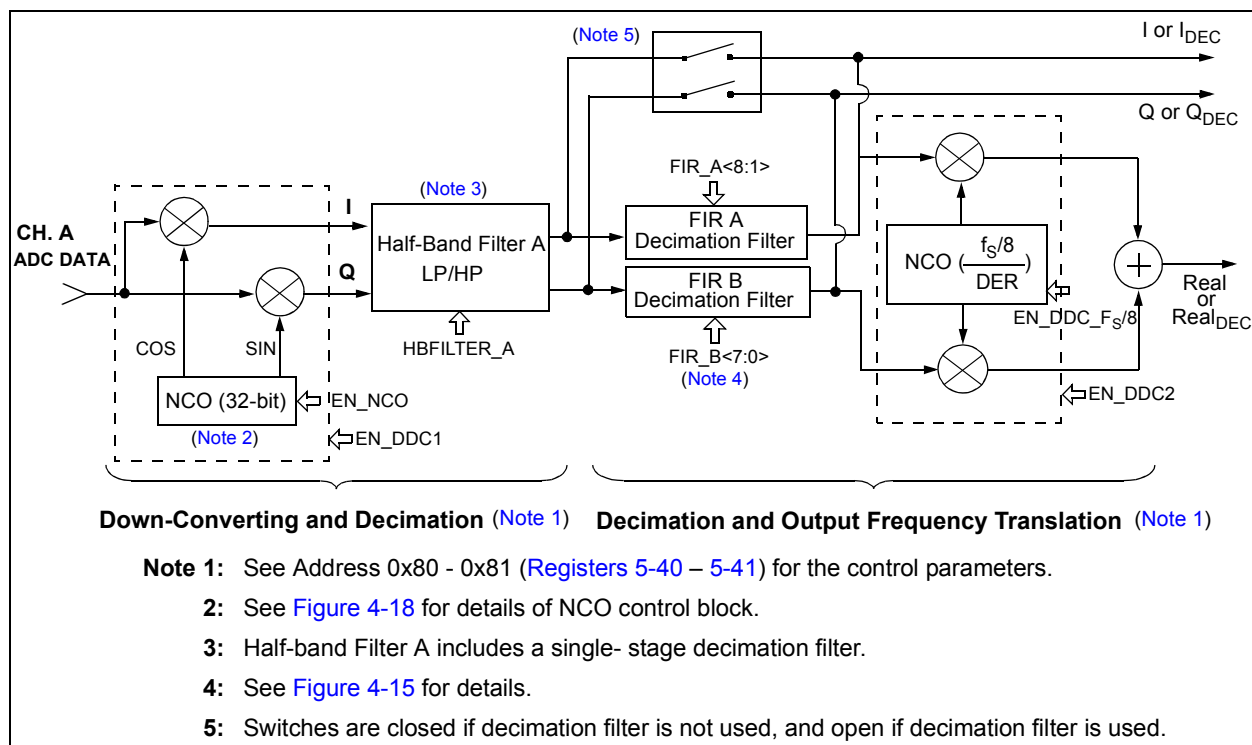 (Note 5)
I or IDEC
Q or QDEC
FIR_A<8:1>
(Note 3)
CH. A
ADC DATA
I
Q
Half-Band Filter A
LP/HP
FIR A
Decimation Filter
FIR B
Decimation Filter
NCO (fS/8
DER)
Real
or
RealDEC
EN_DDC_FS/8
COS
SIN
HBFILTER_A
FIR_B<7:0>
(Note 4)
NCO (32-bit)
EN_NCO
EN_DDC2
(Note 2)
EN_DDC1
Down-Converting and Decimation (Note 1)
Decimation and Output Frequency Translation (Note 1)
Note 1: See Address 0x80 - 0x81 (Registers 5-40 – 5-41) for the control parameters.
2: See Figure 4-18 for details of NCO control block.
3: Half-band Filter A includes a single- stage decimation filter.
4: See Figure 4-15 for details.
5: Switches are closed if decimation filter is not used, and open if decimation filter is used.